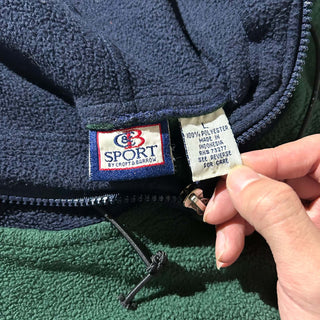 C&B
SPORT
BY CROFT & BARROW
L
100% POLYESTER
MADE IN
INDONESIA
RN# 73277
SEE REVERSE
FOR CARE